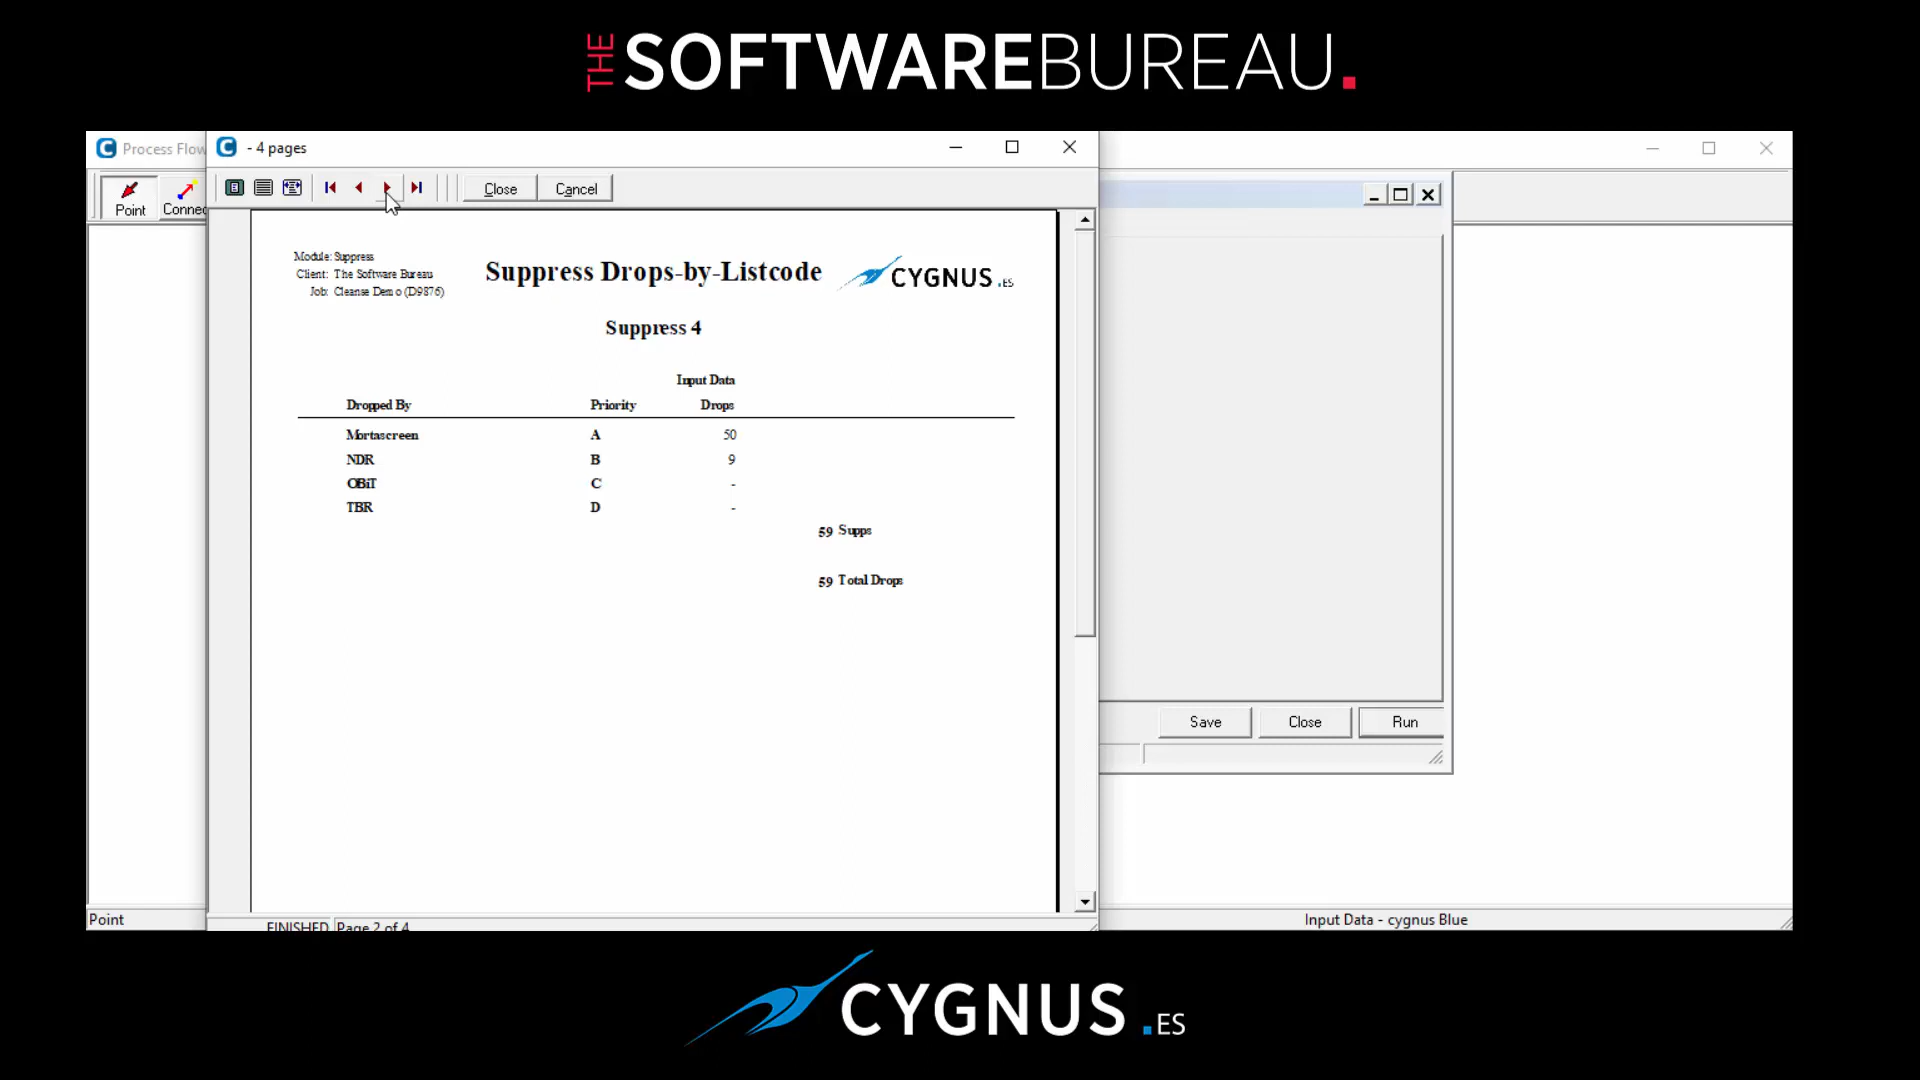 THE SOFTWAREBUREAU.
Process Flow
- 4 pages
Point
Connec
Close
Cancel
Module: Suppress
Client: The Software Bureau
Job: Cleanse Demo (D9876)
Suppress Drops-by-Listcode
CYGNUS .ES
Suppress 4
Input Data
Dropped By Priority Drops
Mortascreen A 50
NDR B 9
OBiT C -
TBR D -
59 Supps
59 Total Drops
Save
Close
Run
Point
FINISHED
Page 2 of 4
Input Data - cygnus Blue
CYGNUS .ES